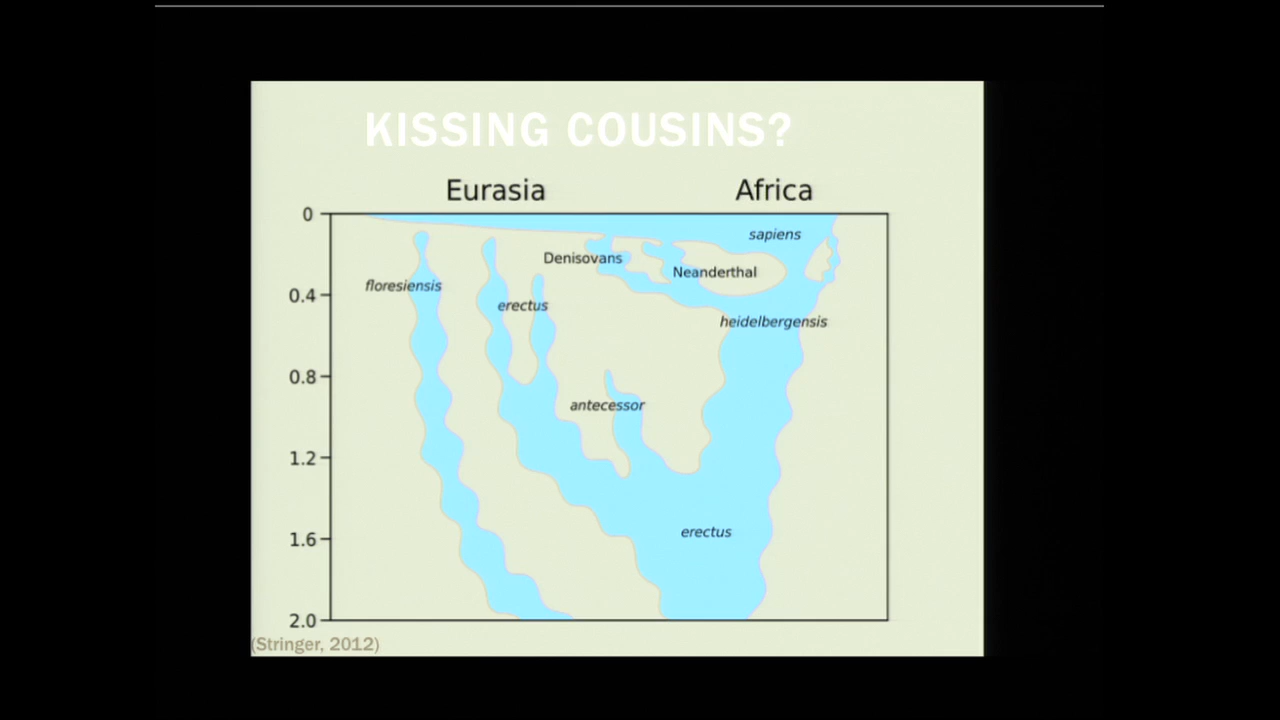 KISSING COUSINS?
Eurasia
Africa
0
sapiens
Denisovans
Neanderthal
floresiensis
0.4
erectus
heidelbergensis
0.8
antecessor
1.2
erectus
1.6
2.0
(Stringer, 2012)